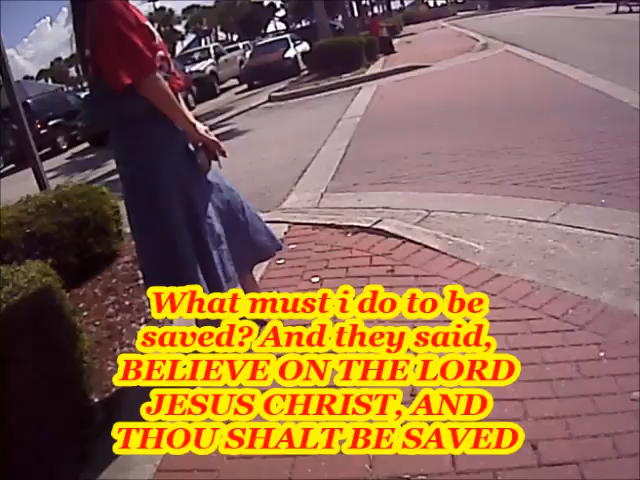 What must i do to be
saved? And they said,
BELIEVE ON THE LORD
JESUS CHRIST, AND
THOU SHALT BE SAVED